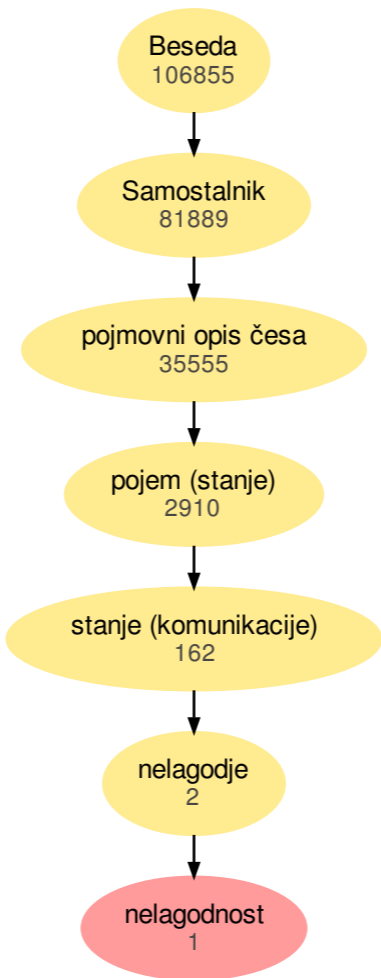 Beseda
106855
Samostalnik
81889
pojmovni opis česa
35555
pojem (stanje)
2910
stanje (komunikacije)
162
nelagodje
2
nelagodnost
1